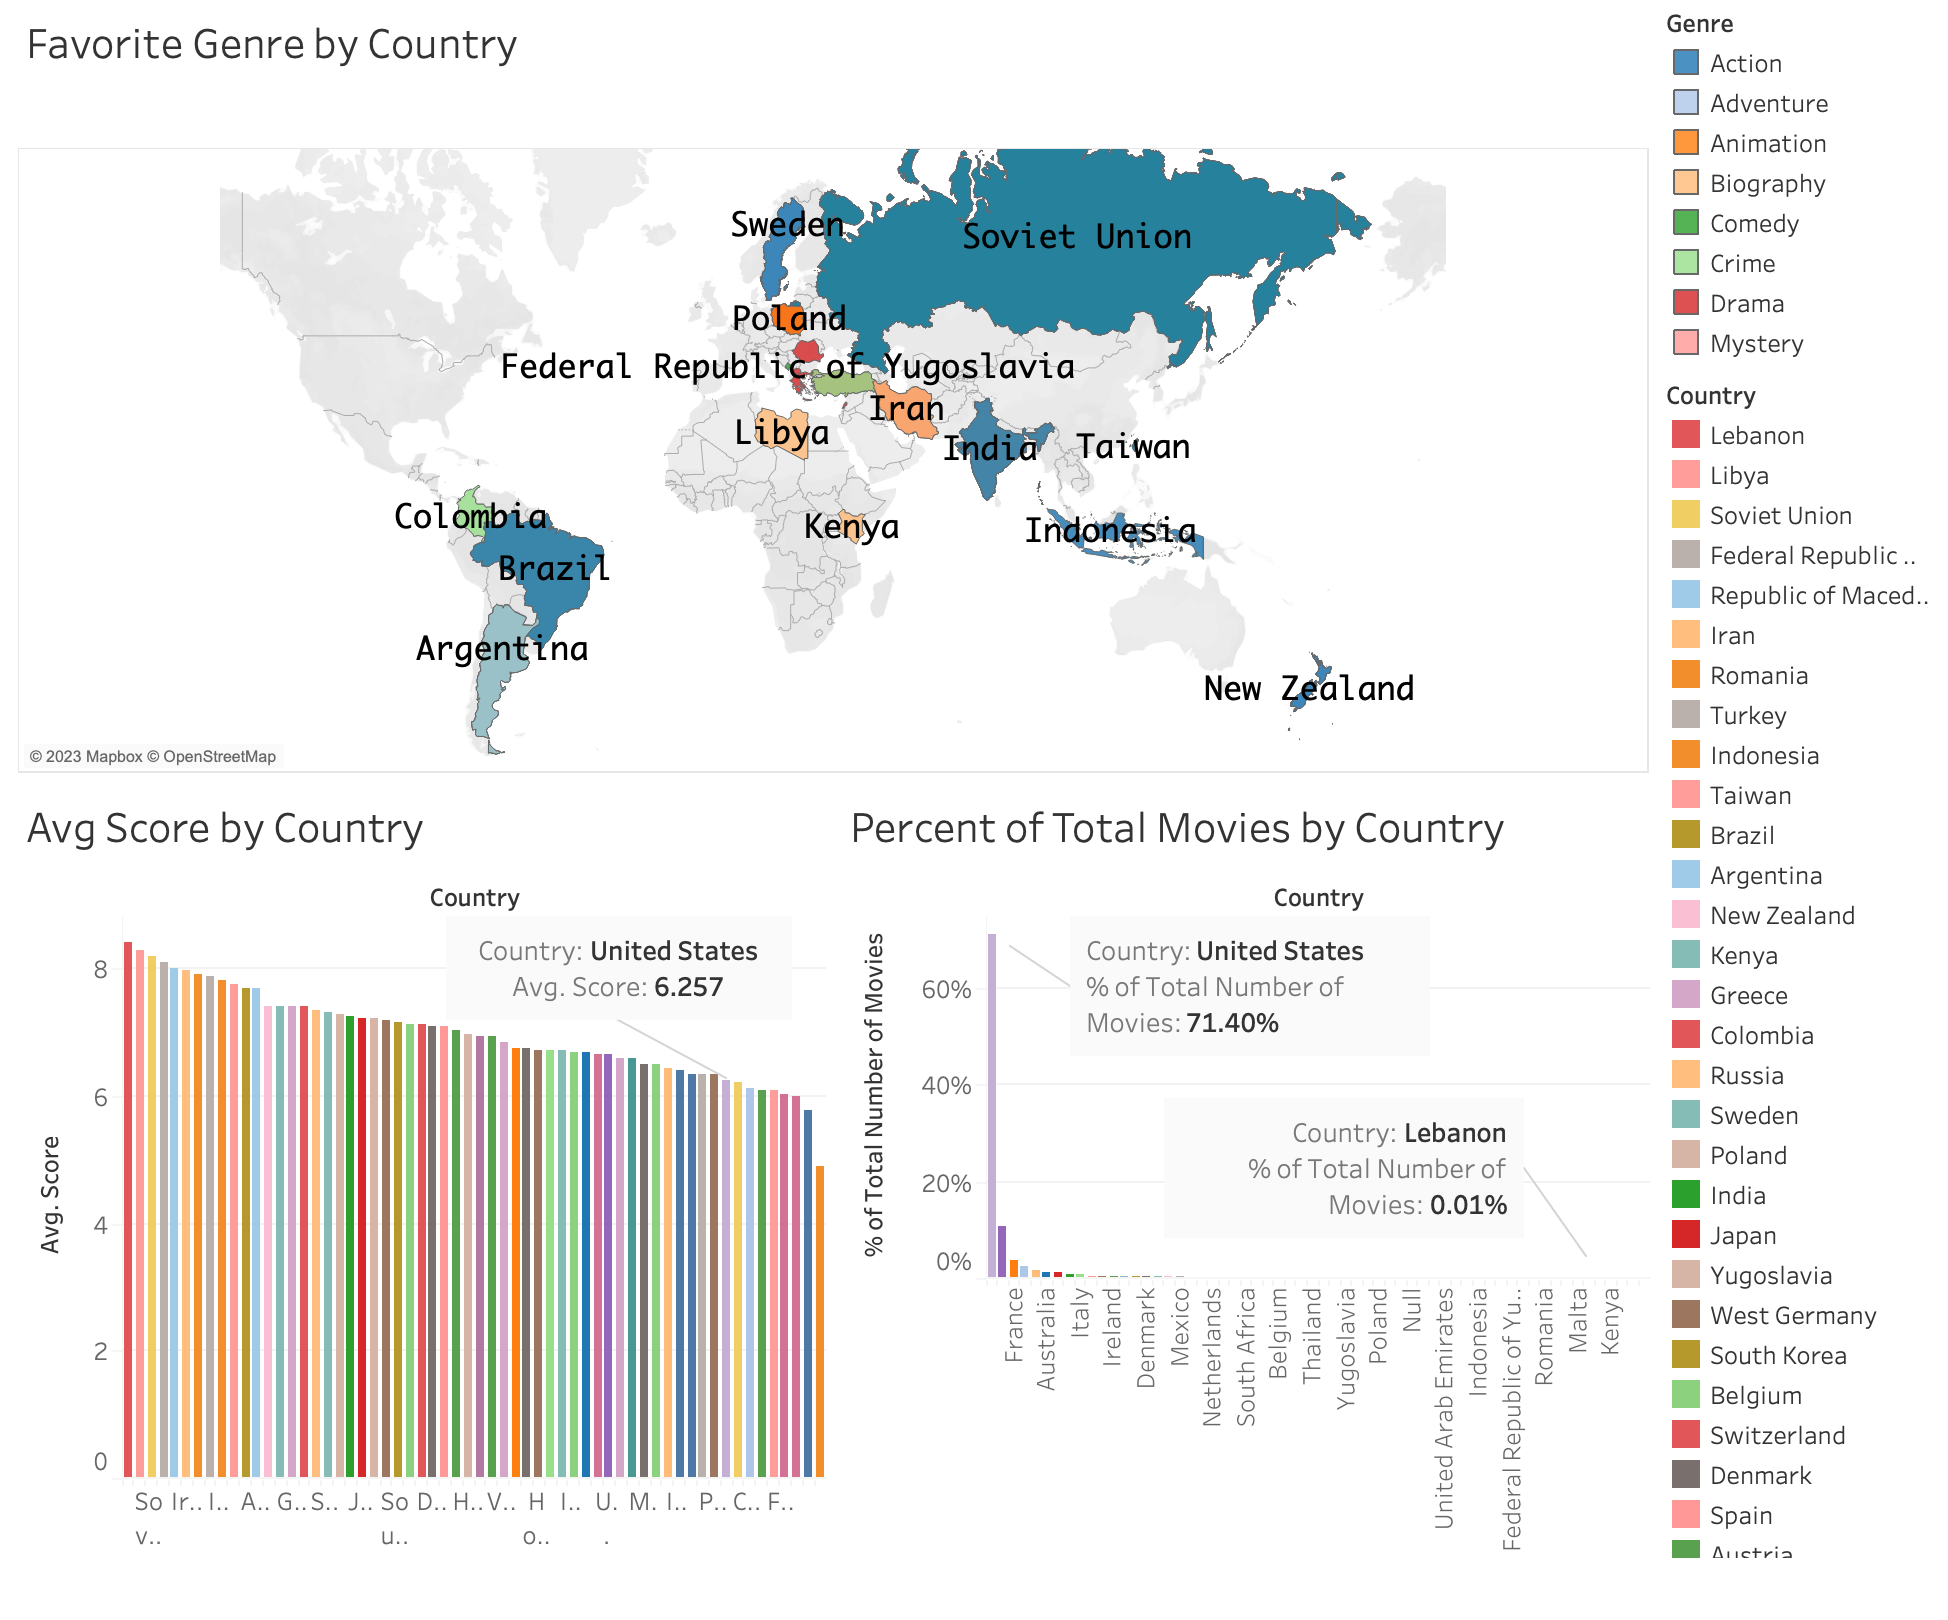 Favorite Genre by Country
Sweden
Soviet Union
Poland
Federal Republic of Yugoslavia
Iran
Libya
India
Taiwan
Colombia
Kenya
Indonesia
Brazil
Argentina
New Zealand
© 2023 Mapbox © OpenStreetMap
Genre
Action
Adventure
Animation
Biography
Comedy
Crime
Drama
Mystery
Country
Lebanon
Libya
Soviet Union
Federal Republic ..
Republic of Maced..
Iran
Romania
Turkey
Indonesia
Taiwan
Brazil
Argentina
New Zealand
Kenya
Greece
Colombia
Russia
Sweden
Poland
India
Japan
Yugoslavia
West Germany
South Korea
Belgium
Switzerland
Denmark
Spain
Austria
Avg Score by Country
Country
Country: United States
Avg. Score: 6.257
Avg. Score
8
6
4
2
0
So Ir.. I.. A.. G.. S.. J.. So D.. H.. V.. H I.. U. M. I.. P.. C.. F..
v.. u.. o.. .
Percent of Total Movies by Country
Country
Country: United States
% of Total Number of
Movies: 71.40%
Country: Lebanon
% of Total Number of
Movies: 0.01%
% of Total Number of Movies
60%
40%
20%
0%
France
Australia
Italy
Ireland
Denmark
Mexico
Netherlands
South Africa
Belgium
Thailand
Yugoslavia
Poland
Null
United Arab Emirates
Indonesia
Federal Republic of Yu..
Romania
Malta
Kenya